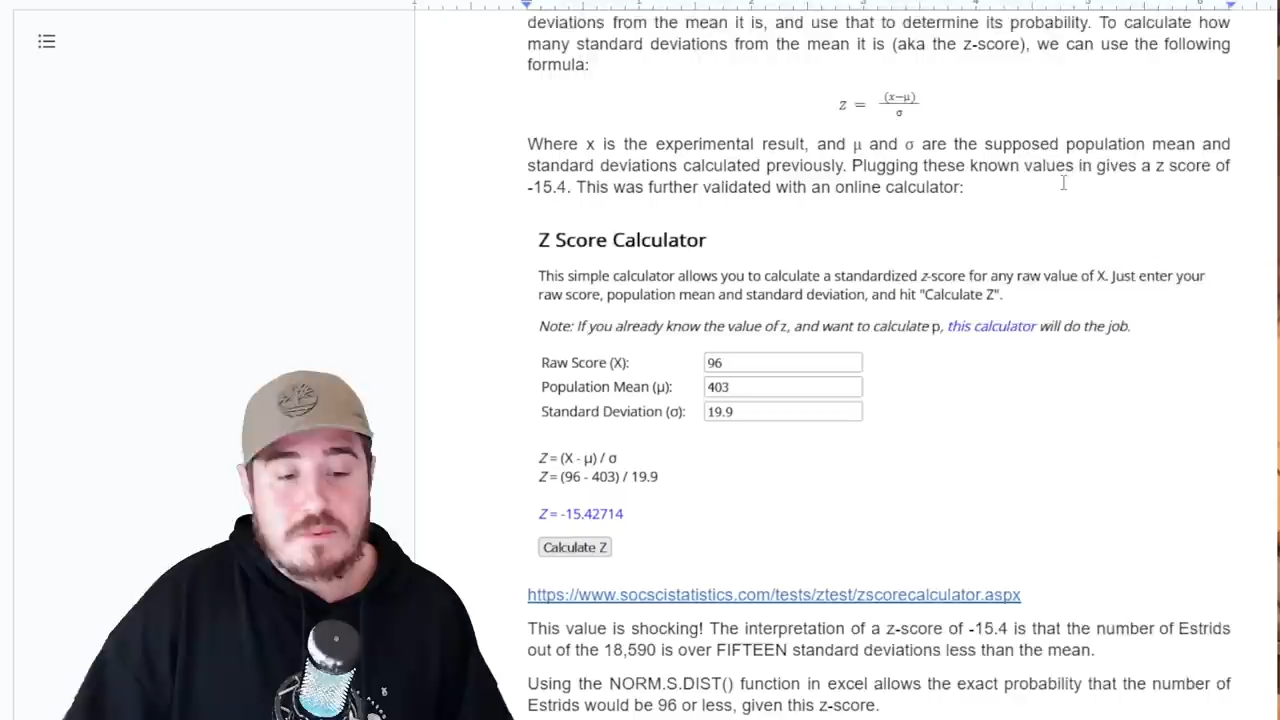 deviations from the mean it is, and use that to determine its probability. To calculate how
many standard deviations from the mean it is (aka the z-score), we can use the following
formula:
z = (x−μ)
σ
Where x is the experimental result, and μ and σ are the supposed population mean and
standard deviations calculated previously. Plugging these known values in gives a z score of
-15.4. This was further validated with an online calculator:
Z Score Calculator
This simple calculator allows you to calculate a standardized z-score for any raw value of X. Just enter your
raw score, population mean and standard deviation, and hit "Calculate Z".
Note: If you already know the value of z, and want to calculate p, this calculator will do the job.
Raw Score (X): 96
Population Mean (μ): 403
Standard Deviation (σ): 19.9
Z = (X - μ) / σ
Z = (96 - 403) / 19.9
Z = -15.42714
Calculate Z
https://www.socscistatistics.com/tests/ztest/zscorecalculator.aspx
This value is shocking! The interpretation of a z-score of -15.4 is that the number of Estrids
out of the 18,590 is over FIFTEEN standard deviations less than the mean.
Using the NORM.S.DIST() function in excel allows the exact probability that the number of
Estrids would be 96 or less, given this z-score.